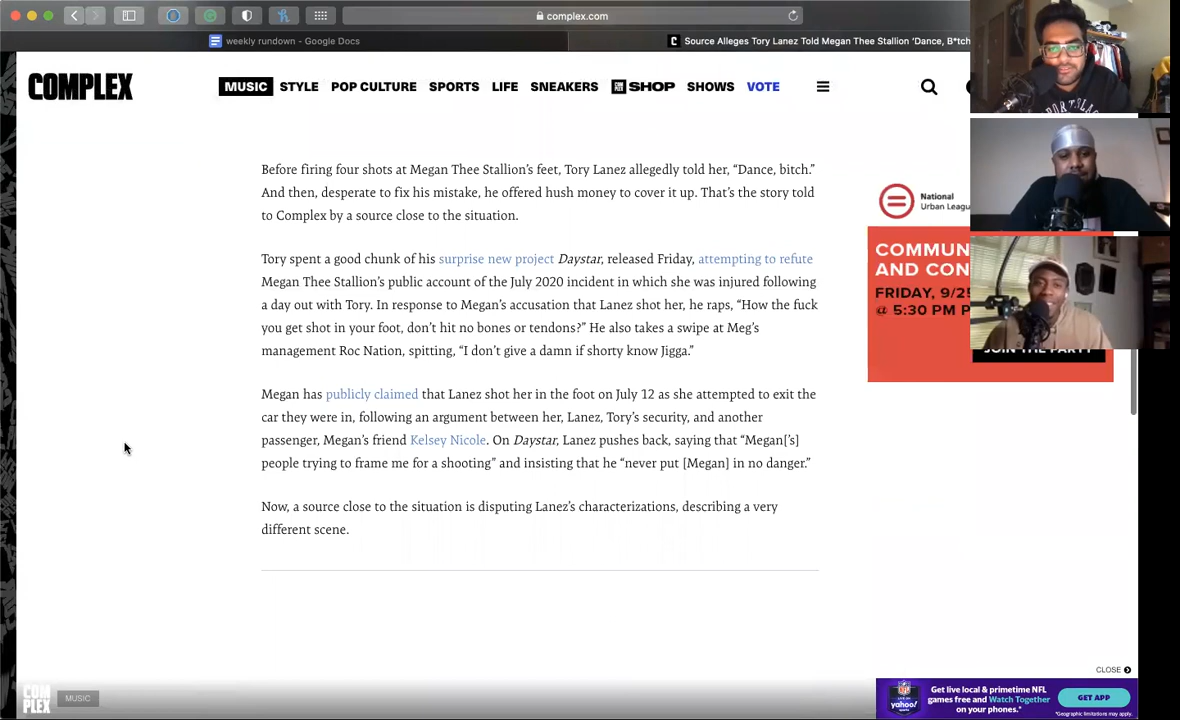 complex.com
weekly rundown - Google Docs
Source Alleges Tory Lanez Told Megan Thee Stallion ‘Dance, B*tch
COMPLEX
MUSIC STYLE POP CULTURE SPORTS LIFE SNEAKERS SHOP SHOWS VOTE
Before firing four shots at Megan Thee Stallion’s feet, Tory Lanez allegedly told her, “Dance, bitch.”
And then, desperate to fix his mistake, he offered hush money to cover it up. That’s the story told
to Complex by a source close to the situation.
Tory spent a good chunk of his surprise new project Daystar, released Friday, attempting to refute
Megan Thee Stallion’s public account of the July 2020 incident in which she was injured following
a day out with Tory. In response to Megan’s accusation that Lanez shot her, he raps, “How the fuck
you get shot in your foot, don’t hit no bones or tendons?” He also takes a swipe at Meg’s
management Roc Nation, spitting, “I don’t give a damn if shorty know Jigga.”
Megan has publicly claimed that Lanez shot her in the foot on July 12 as she attempted to exit the
car they were in, following an argument between her, Lanez, Tory’s security, and another
passenger, Megan’s friend Kelsey Nicole. On Daystar, Lanez pushes back, saying that “Megan[’s]
people trying to frame me for a shooting” and insisting that he “never put [Megan] in no danger.”
Now, a source close to the situation is disputing Lanez’s characterizations, describing a very
different scene.
National
Urban Leagu
COMMUN
AND CON
FRIDAY, 9/25
@ 5:30 PM P
JOIN THE PARTY
CLOSE
COM
PLEX
MUSIC
NFL
yahoo!
Get live local & primetime NFL
games free and Watch Together
on your phones.*
GET APP
*Geographic limitations may apply.